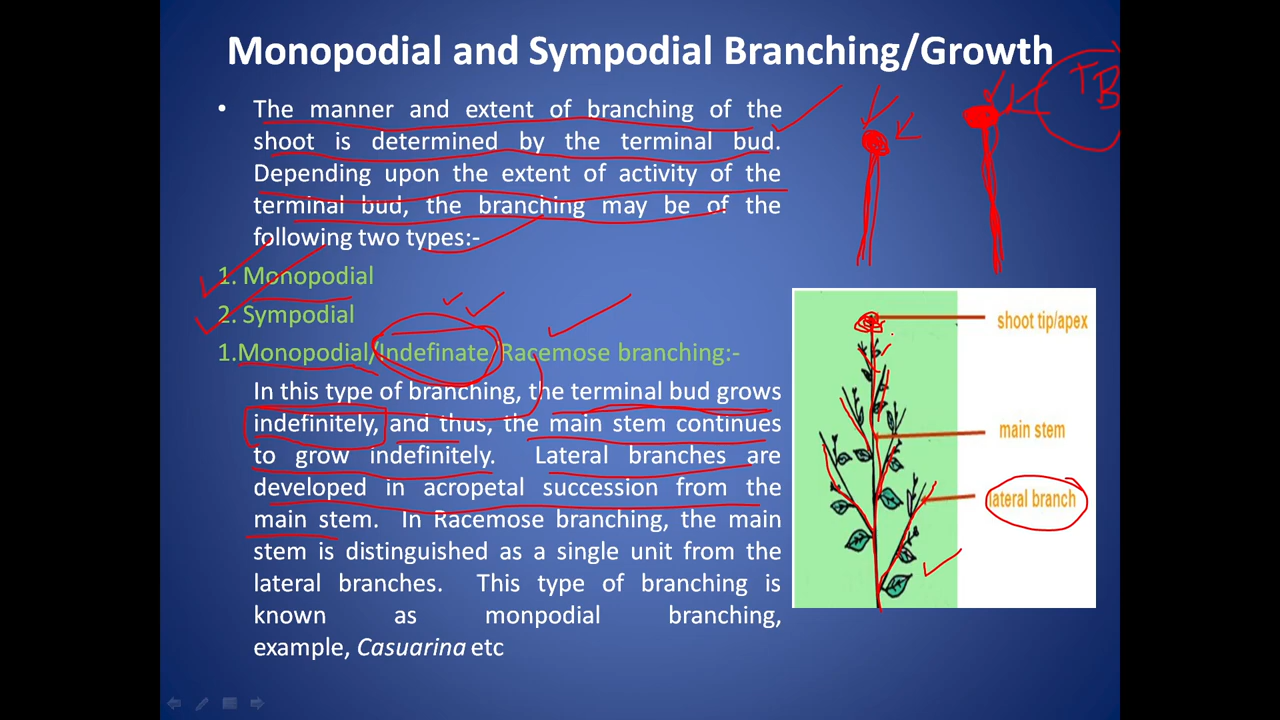 Monopodial and Sympodial Branching/Growth
• The manner and extent of branching of the
shoot is determined by the terminal bud.
Depending upon the extent of activity of the
terminal bud, the branching may be of the
following two types:-
1. Monopodial
2. Sympodial
1.Monopodial/Indefinate/Racemose branching:-
In this type of branching, the terminal bud grows
indefinitely, and thus, the main stem continues
to grow indefinitely. Lateral branches are
developed in acropetal succession from the
main stem. In Racemose branching, the main
stem is distinguished as a single unit from the
lateral branches. This type of branching is
known as monpodial branching,
example, Casuarina etc
TB
shoot tip/apex
main stem
lateral branch